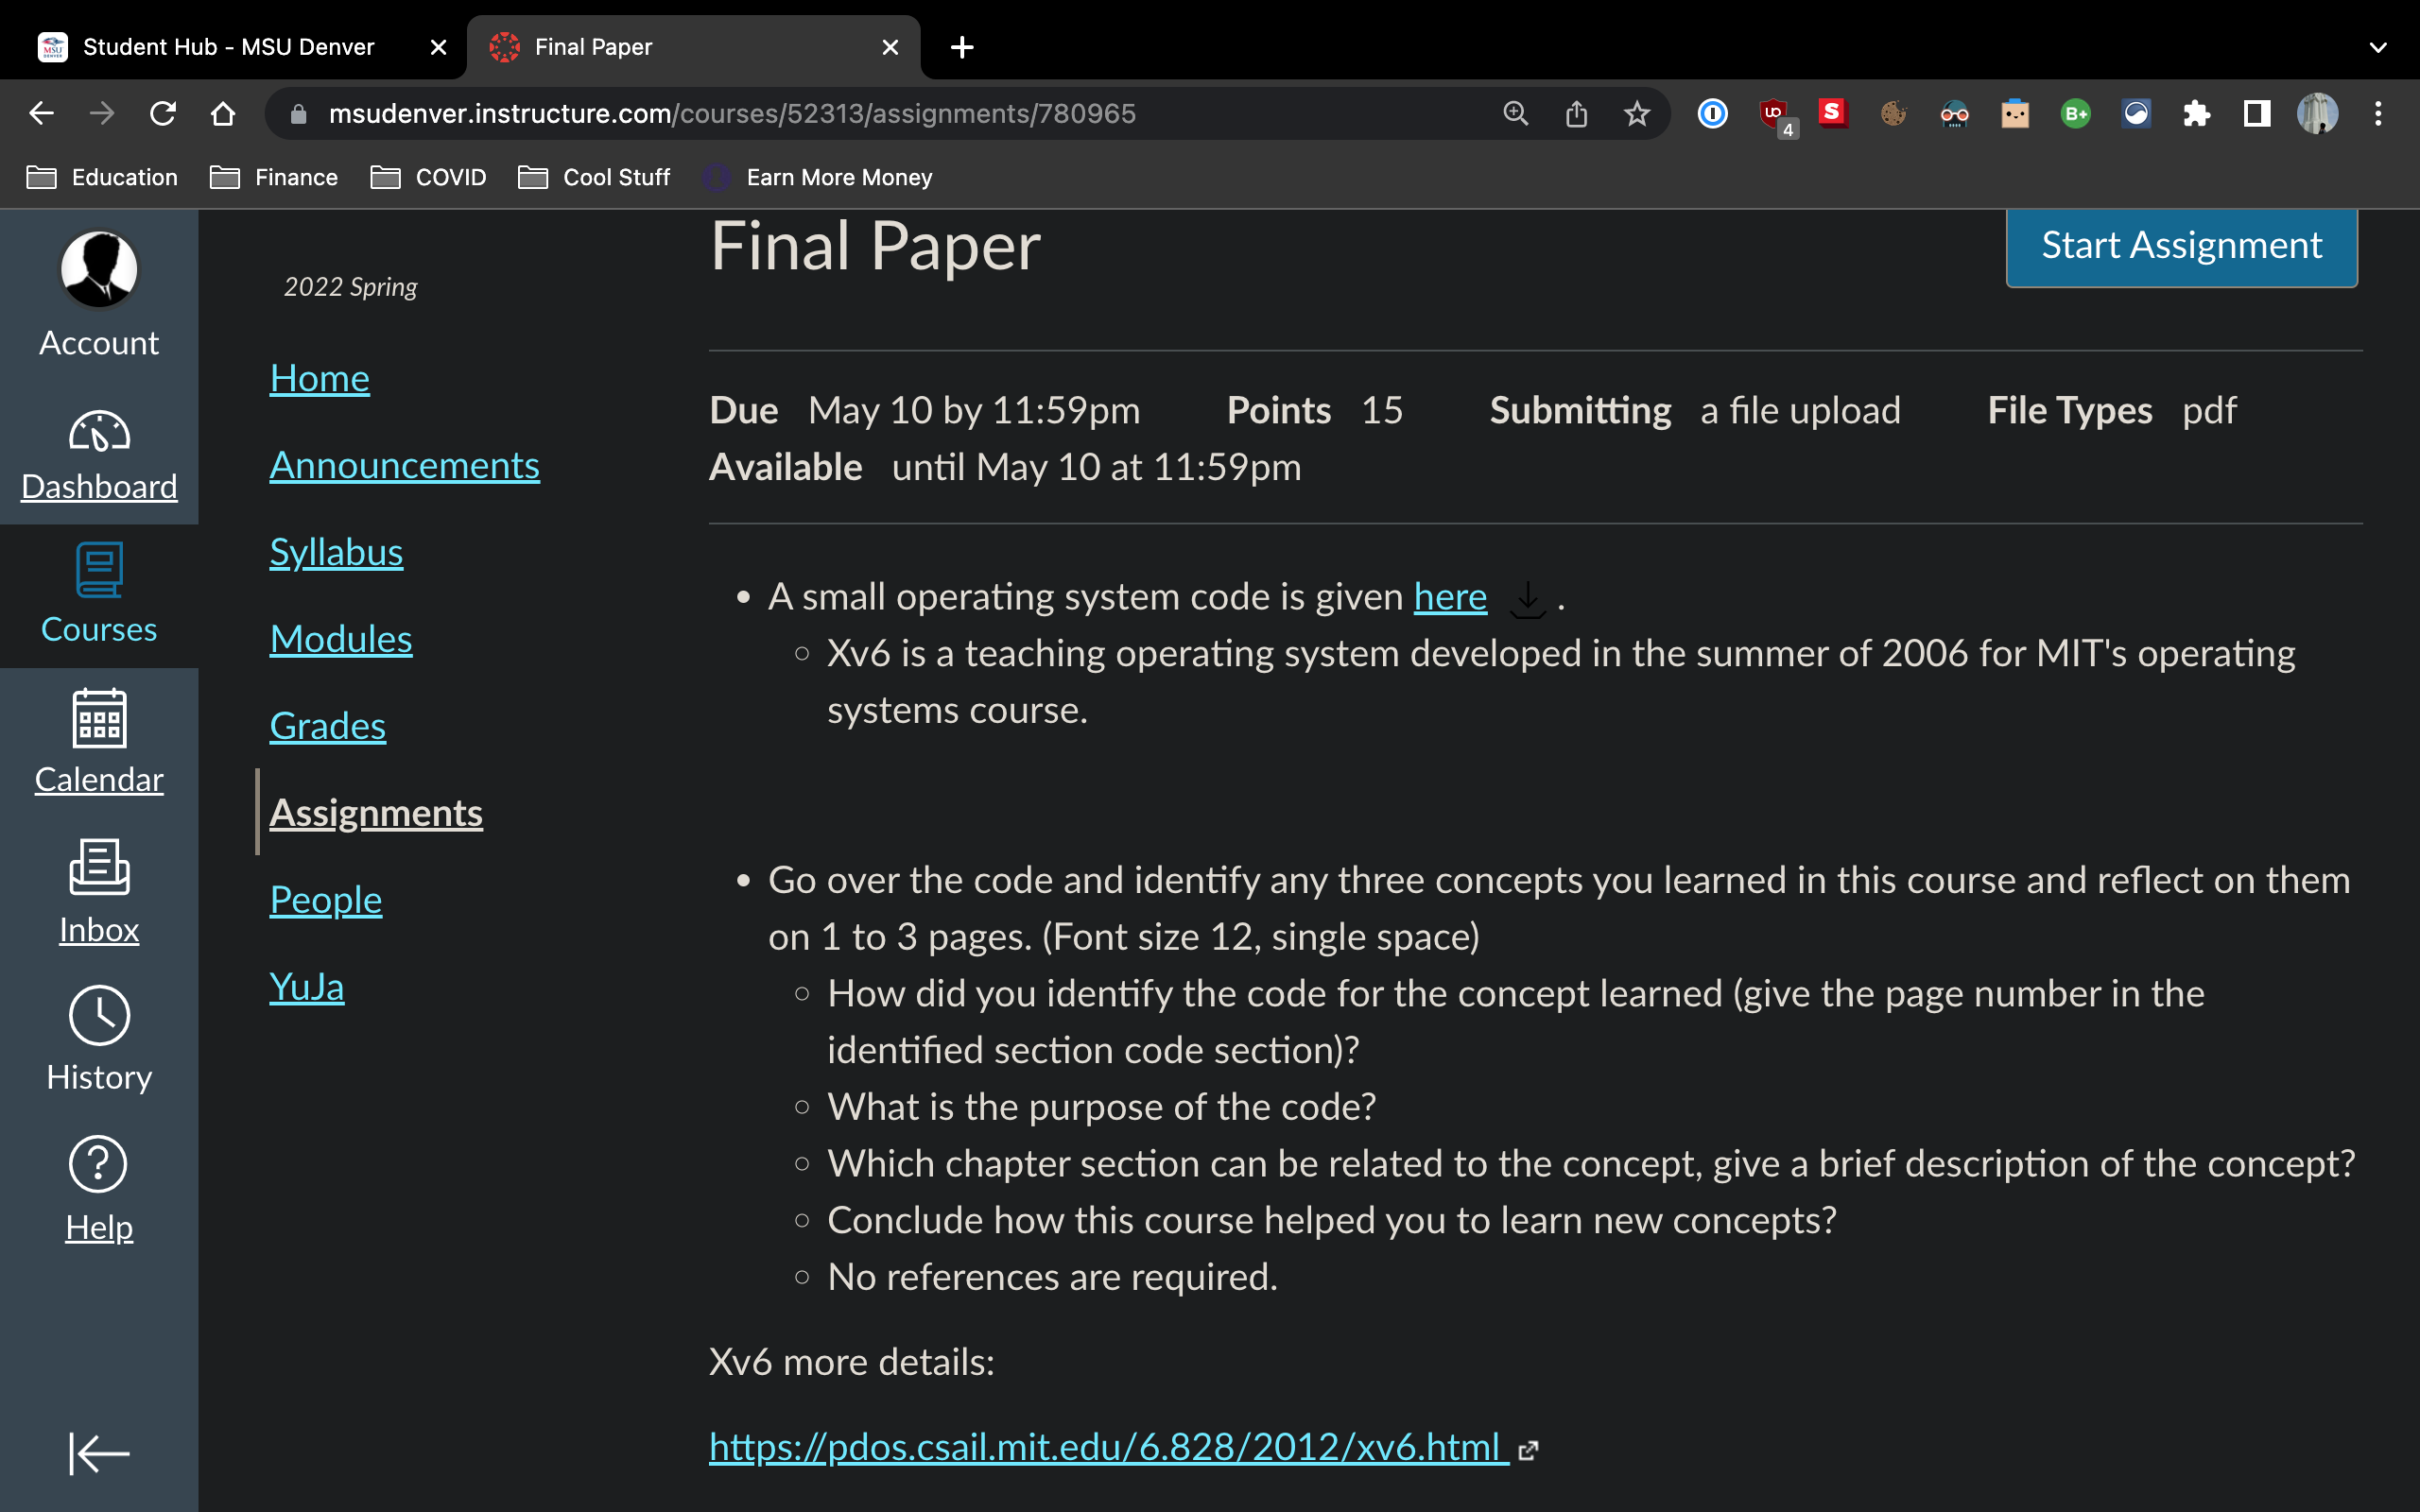 Student Hub - MSU Denver
Final Paper
msudenver.instructure.com/courses/52313/assignments/780965
4
S
B+
Education
Finance
COVID
Cool Stuff
Earn More Money
Account
Dashboard
Courses
Calendar
Inbox
History
Help
2022 Spring
Home
Announcements
Syllabus
Modules
Grades
Assignments
People
YuJa
Final Paper
Start Assignment
Due May 10 by 11:59pm Points 15 Submitting a file upload File Types pdf
Available until May 10 at 11:59pm
• A small operating system code is given here .
◦ Xv6 is a teaching operating system developed in the summer of 2006 for MIT's operating
systems course.
• Go over the code and identify any three concepts you learned in this course and reflect on them
on 1 to 3 pages. (Font size 12, single space)
◦ How did you identify the code for the concept learned (give the page number in the
identified section code section)?
◦ What is the purpose of the code?
◦ Which chapter section can be related to the concept, give a brief description of the concept?
◦ Conclude how this course helped you to learn new concepts?
◦ No references are required.
Xv6 more details:
https://pdos.csail.mit.edu/6.828/2012/xv6.html